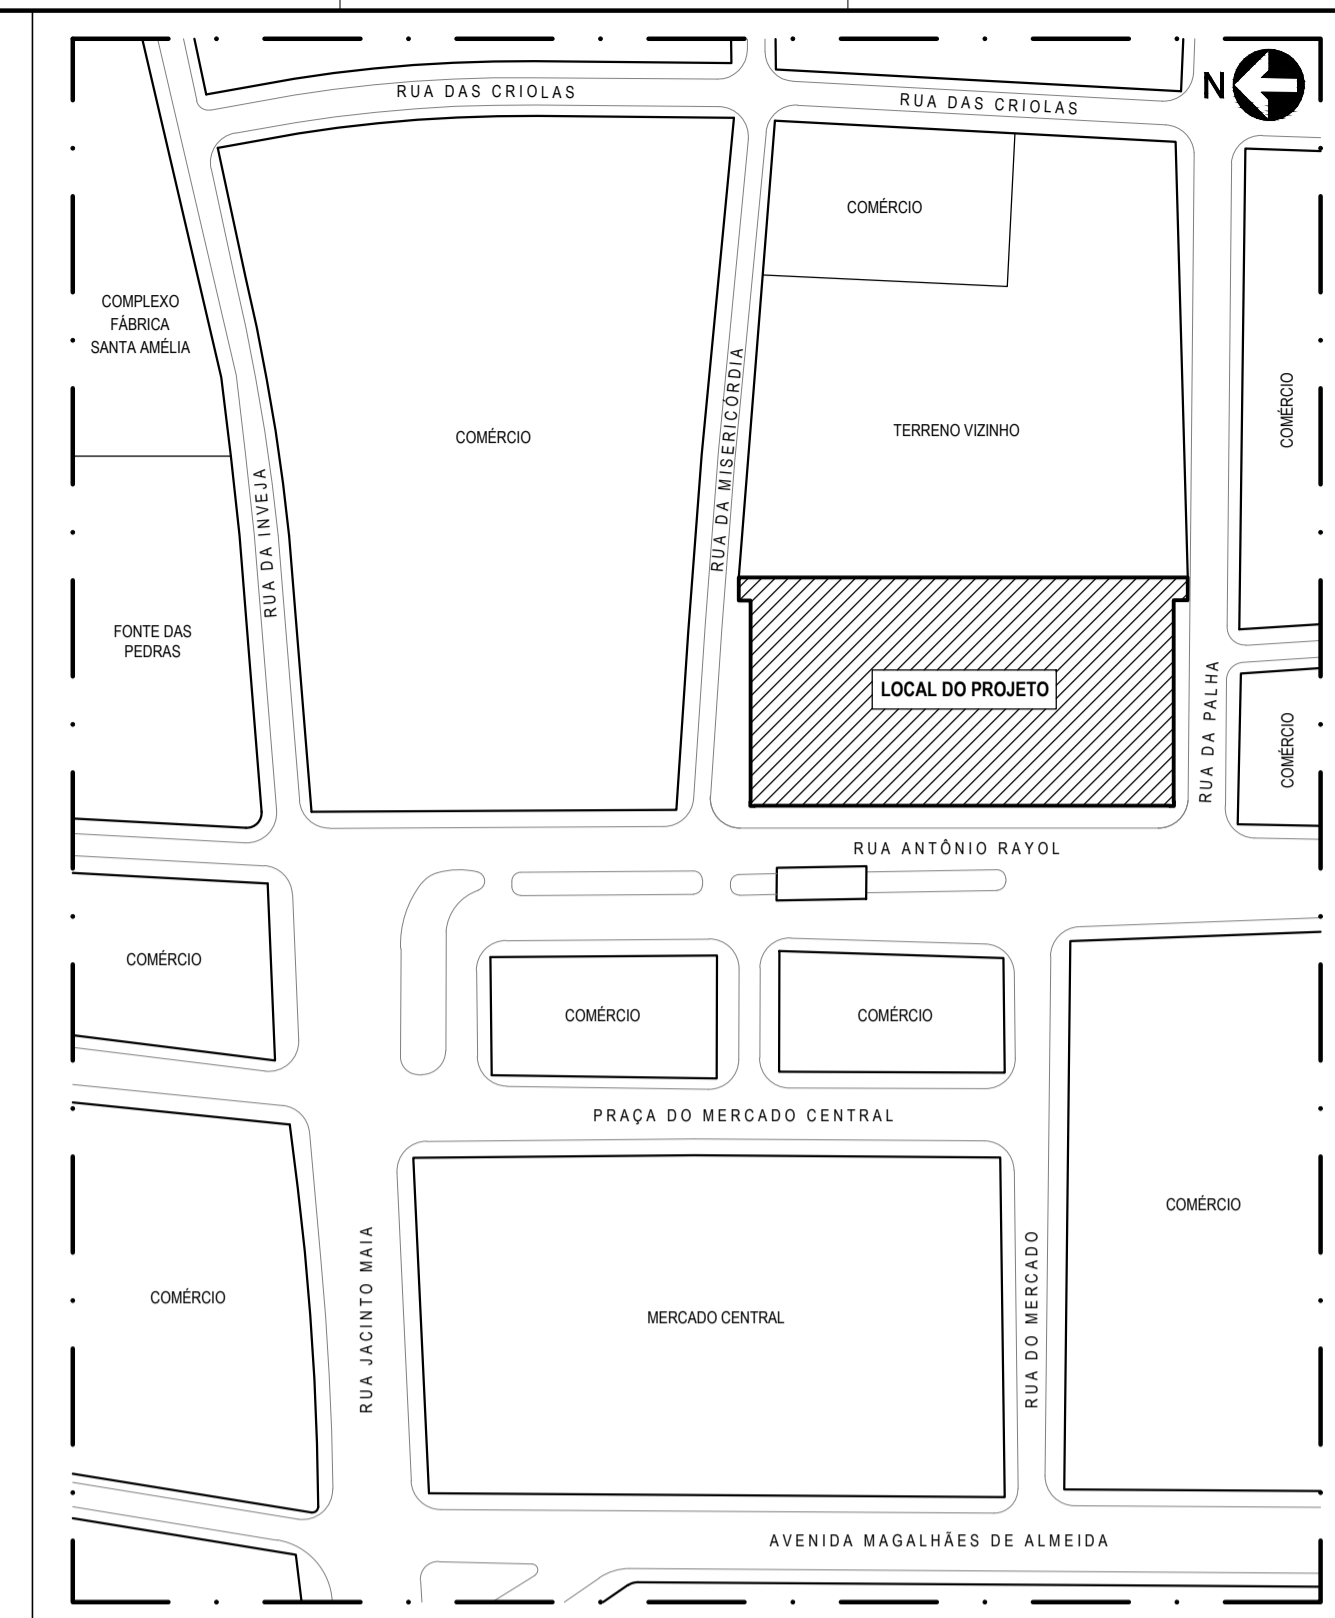 RUA DAS CRIOLAS
RUA DAS CRIOLAS
N
COMÉRCIO
COMPLEXO
FÁBRICA
SANTA AMÉLIA
COMÉRCIO
RUA DA MISERICÓRDIA
TERRENO VIZINHO
COMÉRCIO
RUA DA INVEJA
FONTE DAS
PEDRAS
LOCAL DO PROJETO
RUA DA PALHA
COMÉRCIO
RUA ANTÔNIO RAYOL
COMÉRCIO
COMÉRCIO
COMÉRCIO
PRAÇA DO MERCADO CENTRAL
COMÉRCIO
COMÉRCIO
RUA JACINTO MAIA
MERCADO CENTRAL
RUA DO MERCADO
AVENIDA MAGALHÃES DE ALMEIDA